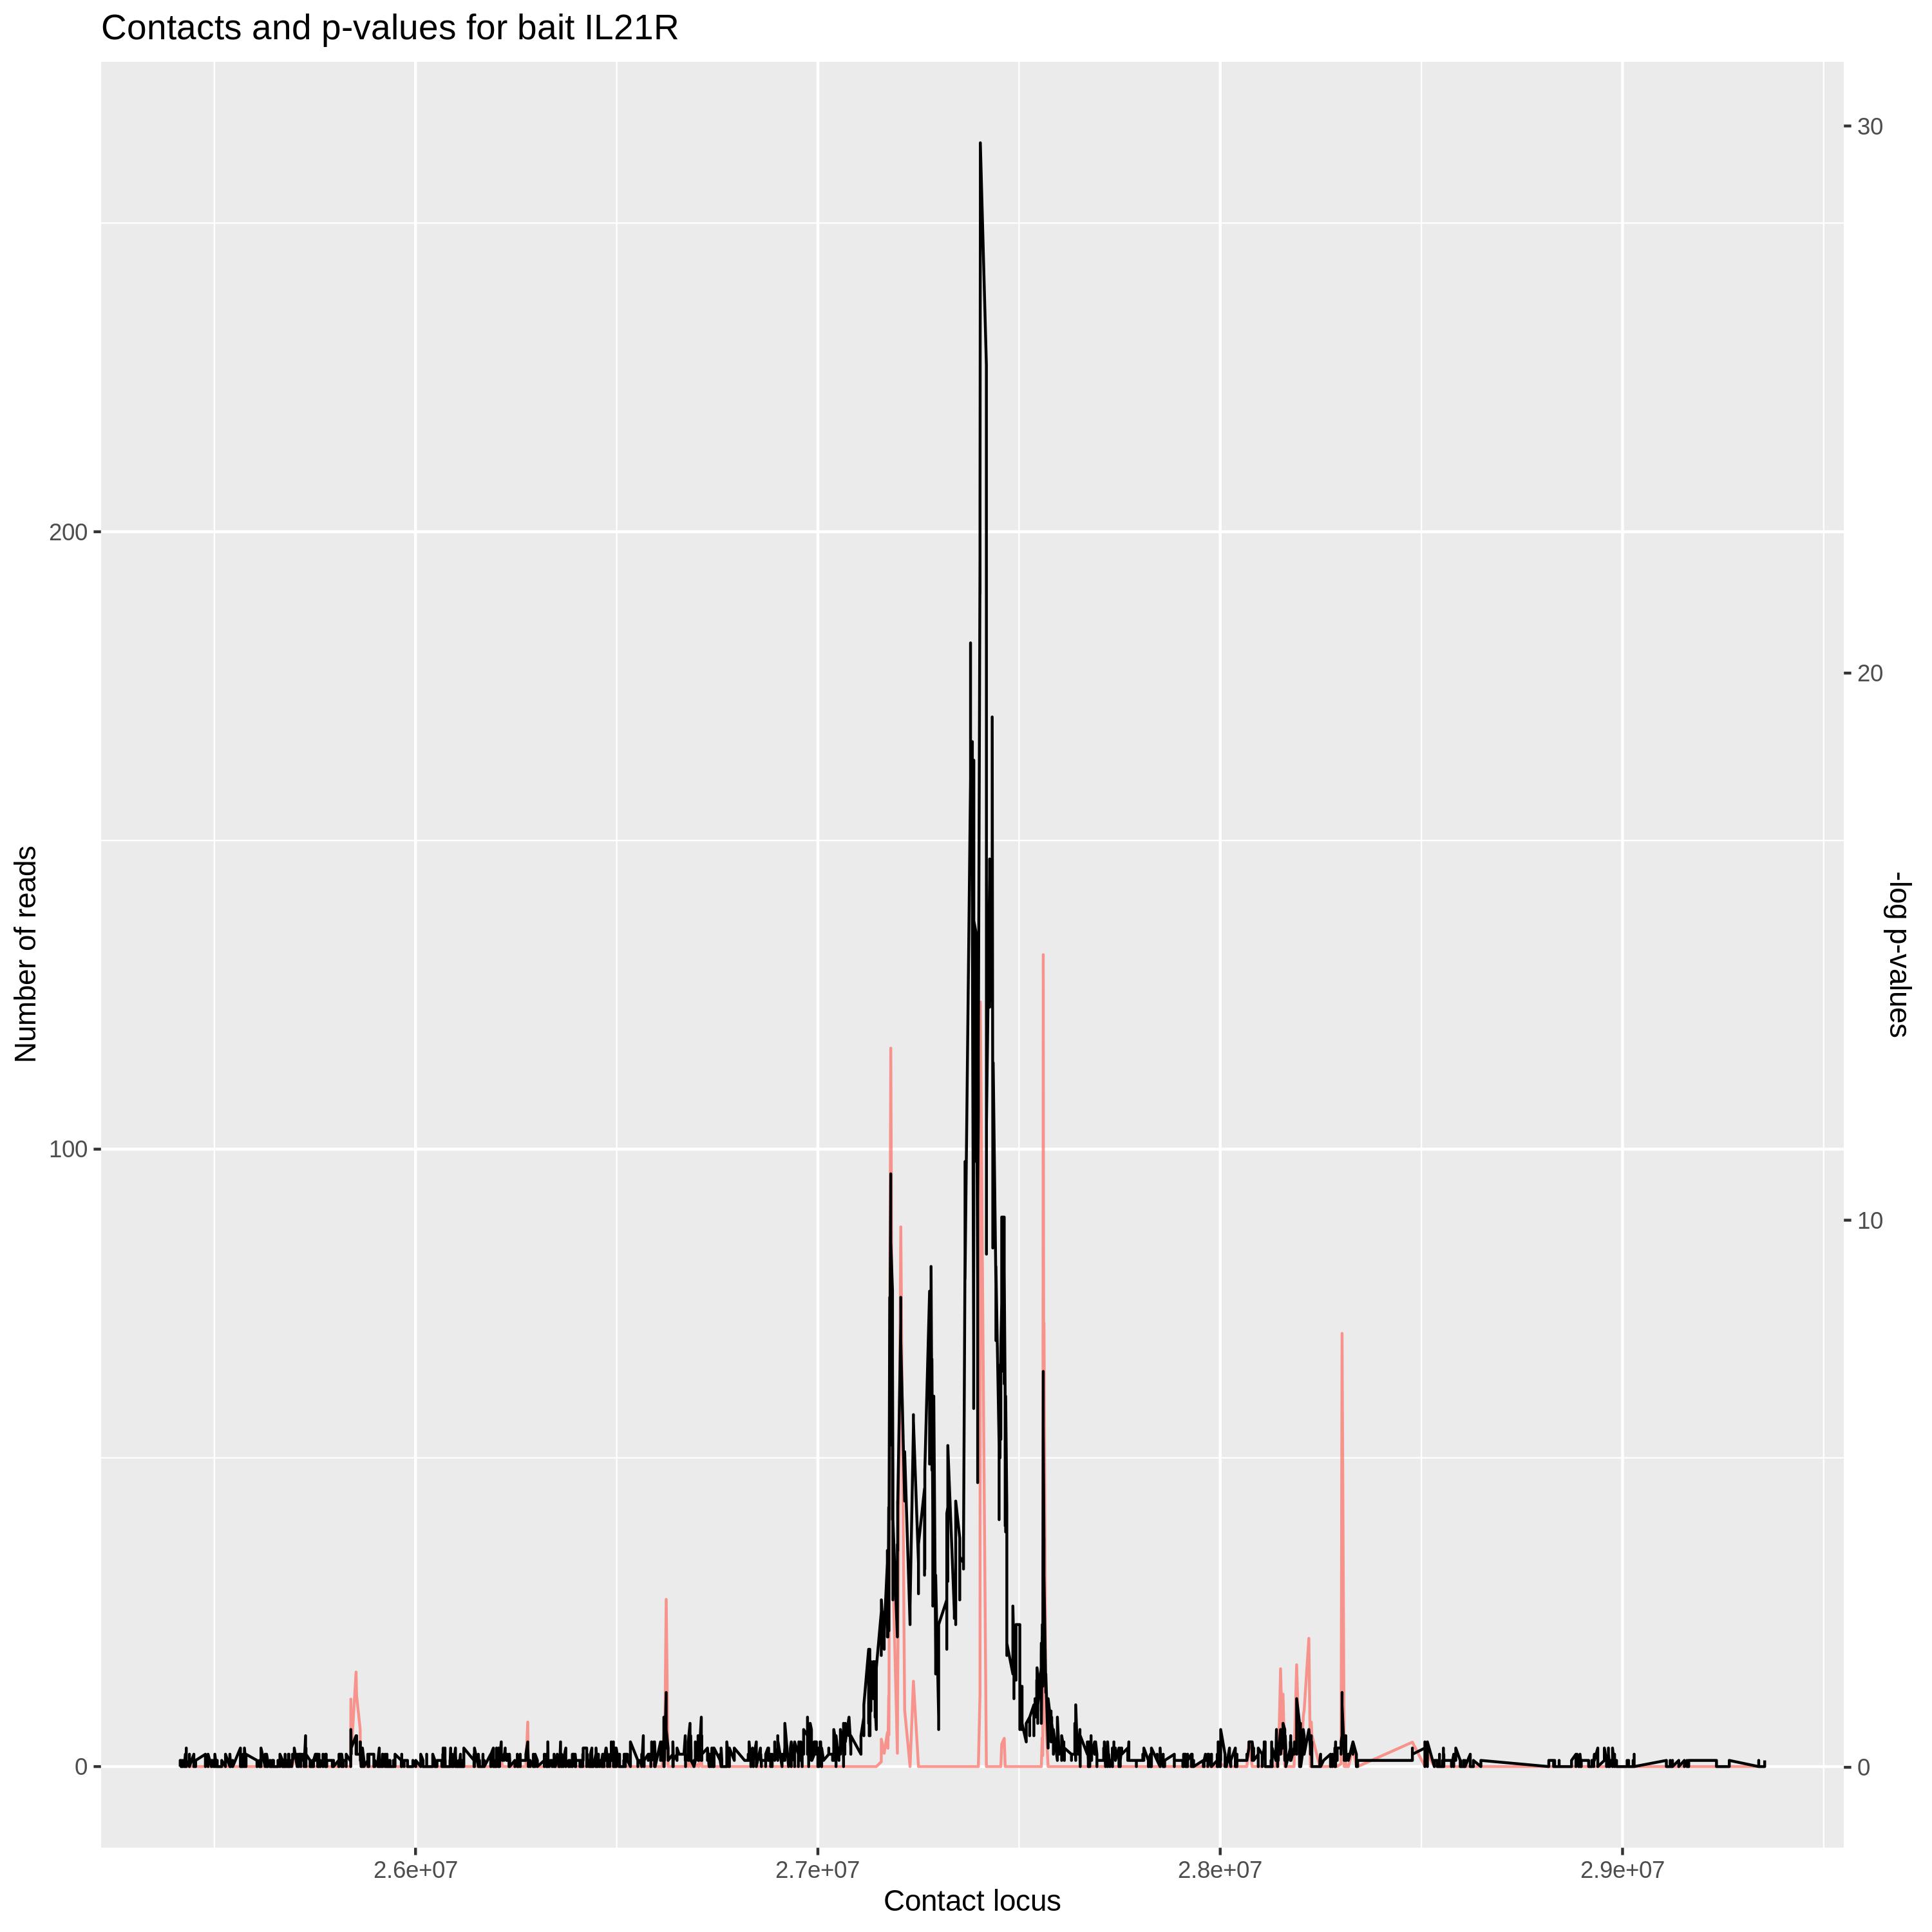 Contacts and p-values for bait IL21R
30
200
20
Number of reads
-log p-values
100
10
0
0
2.6e+07
2.7e+07
2.8e+07
2.9e+07
Contact locus